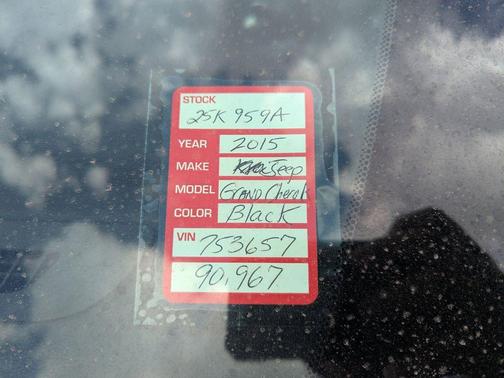 STOCK
25K 959A
YEAR 2015
MAKE Jeep
MODEL GRAND Cherok
COLOR Black
VIN 753657
90,967